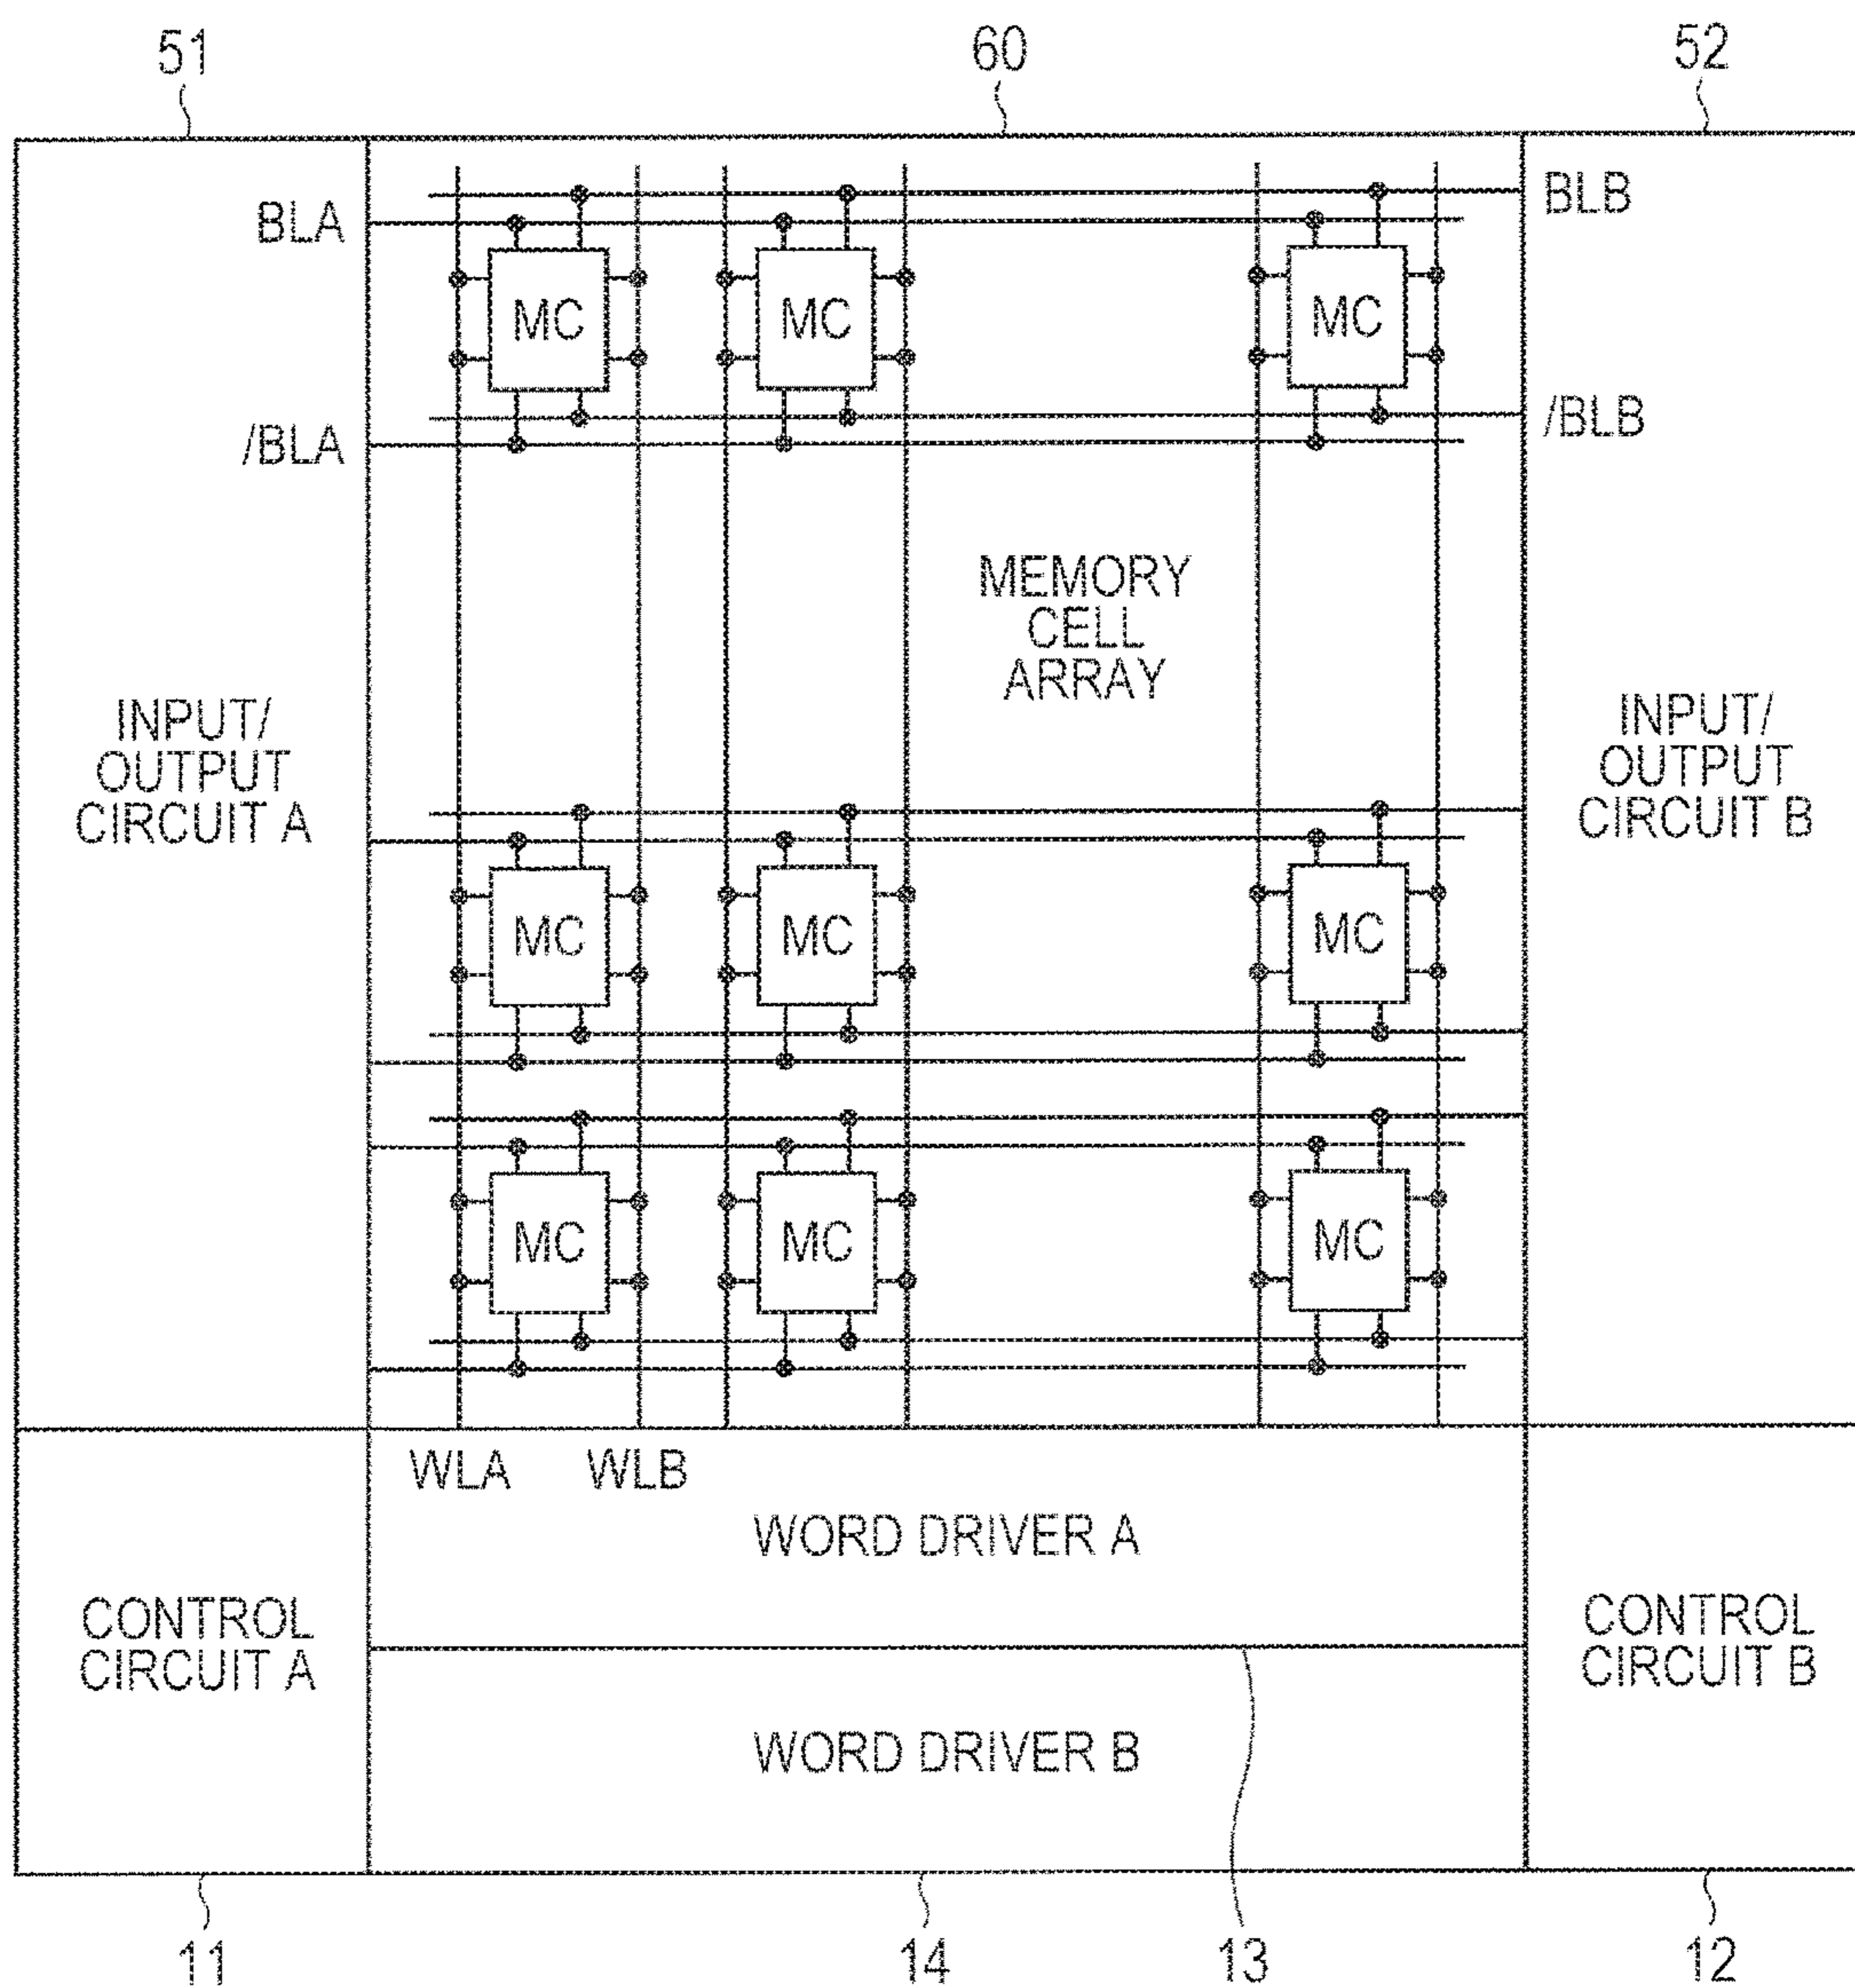 51
60
52
BLA
BLB
MC MC MC
/BLA
/BLB
MEMORY
CELL
ARRAY
INPUT/
OUTPUT
CIRCUIT A
INPUT/
OUTPUT
CIRCUIT B
MC MC MC
MC MC MC
WLA WLB
WORD DRIVER A
CONTROL
CIRCUIT A
CONTROL
CIRCUIT B
WORD DRIVER B
11
14
13
12